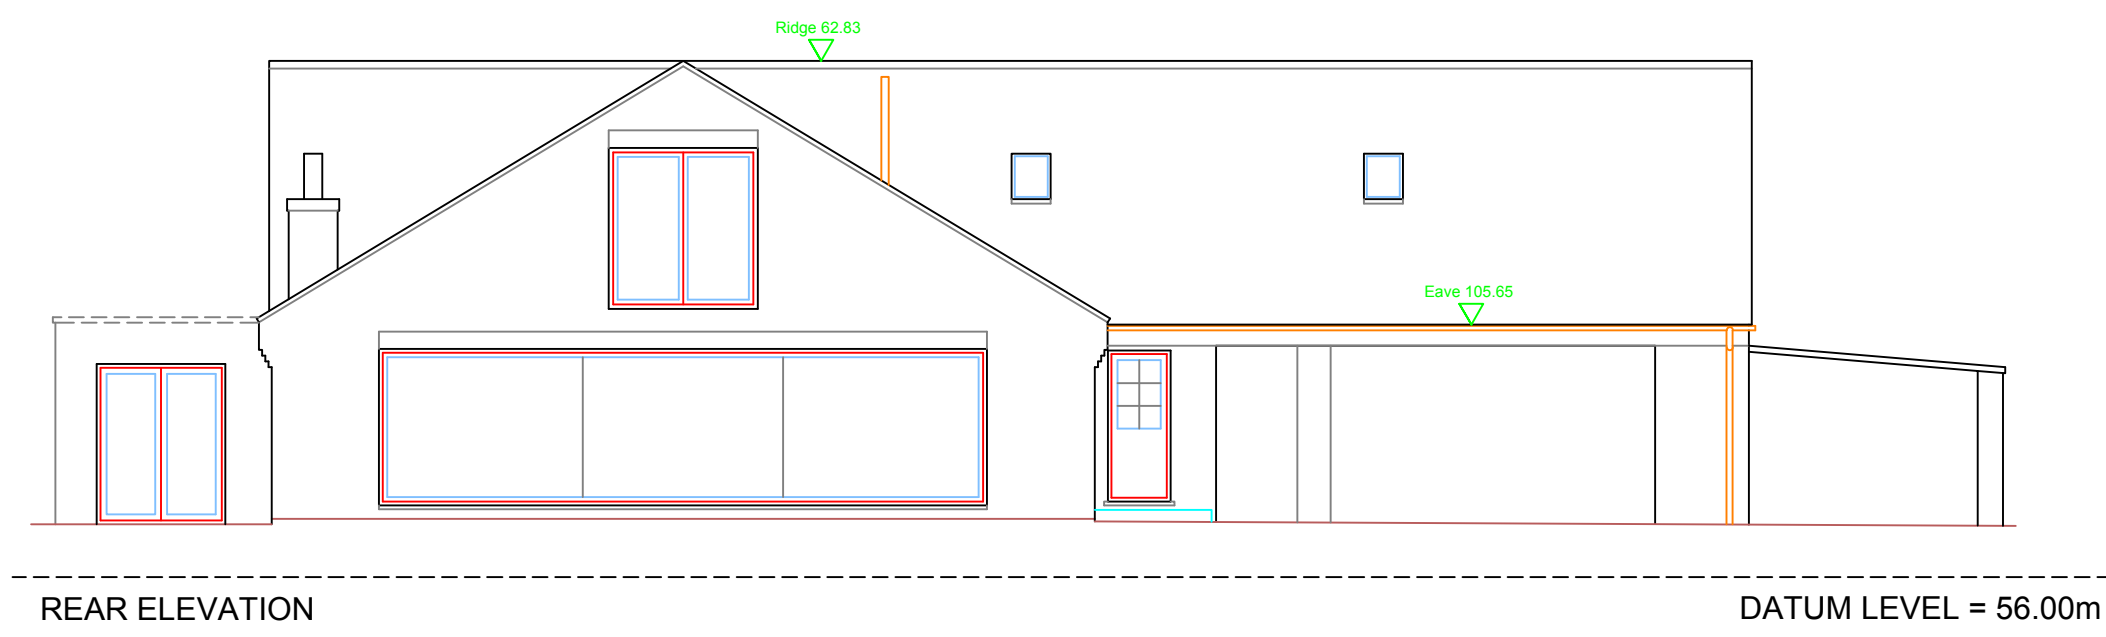 Ridge 62.83
Eave 105.65
REAR ELEVATION
DATUM LEVEL = 56.00m